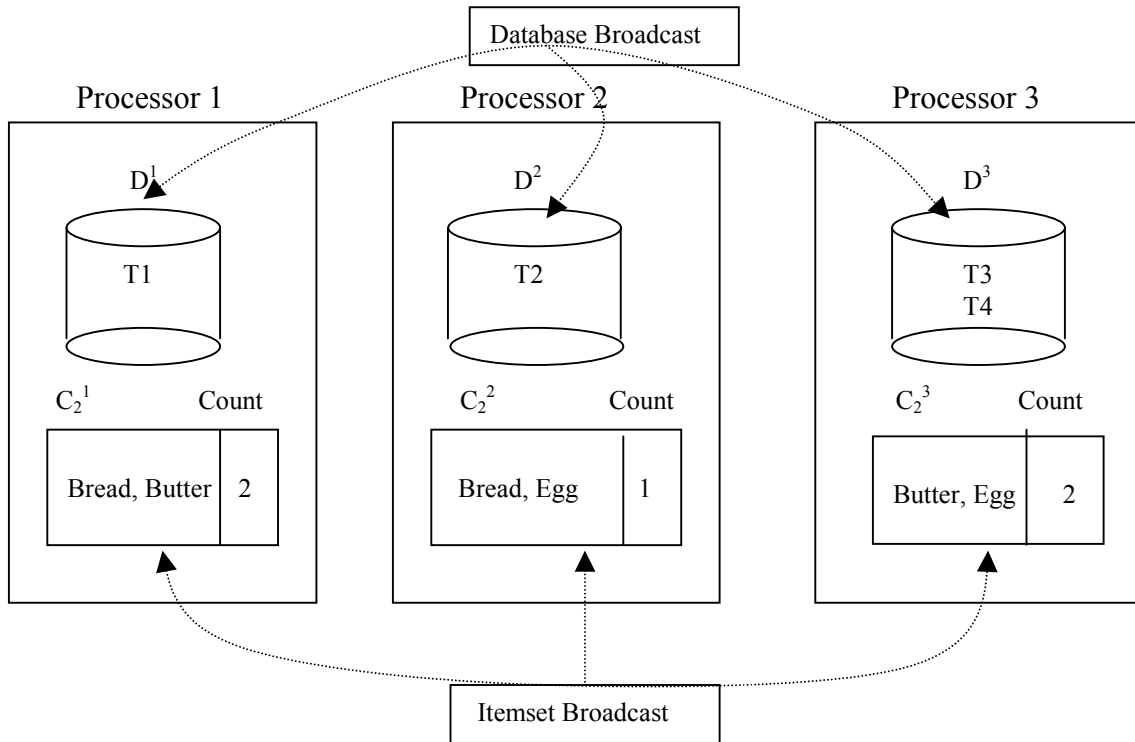 Database Broadcast
Processor 1
Processor 2
Processor 3
D¹
D²
D³
T1
T2
T3
T4
C₂¹ Count
C₂² Count
C₂³ Count
Bread, Butter 2
Bread, Egg 1
Butter, Egg 2
Itemset Broadcast